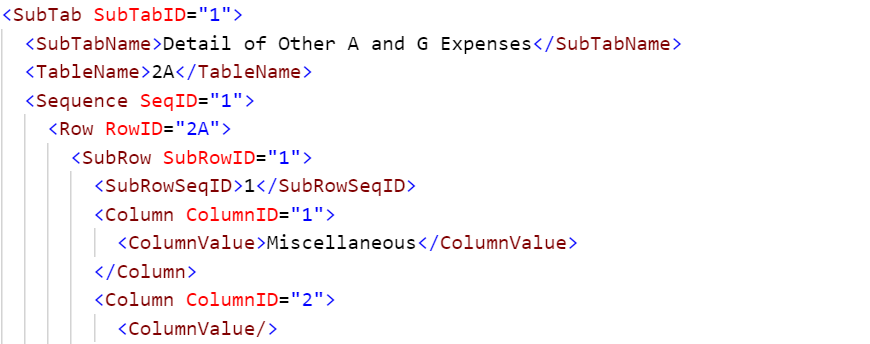 <SubTab SubTabID="1">
<SubTabName>Detail of Other A and G Expenses</SubTabName>
<TableName>2A</TableName>
<Sequence SeqID="1">
<Row RowID="2A">
<SubRow SubRowID="1">
<SubRowSeqID>1</SubRowSeqID>
<Column ColumnID="1">
<ColumnValue>Miscellaneous</ColumnValue>
</Column>
<Column ColumnID="2">
<ColumnValue/>